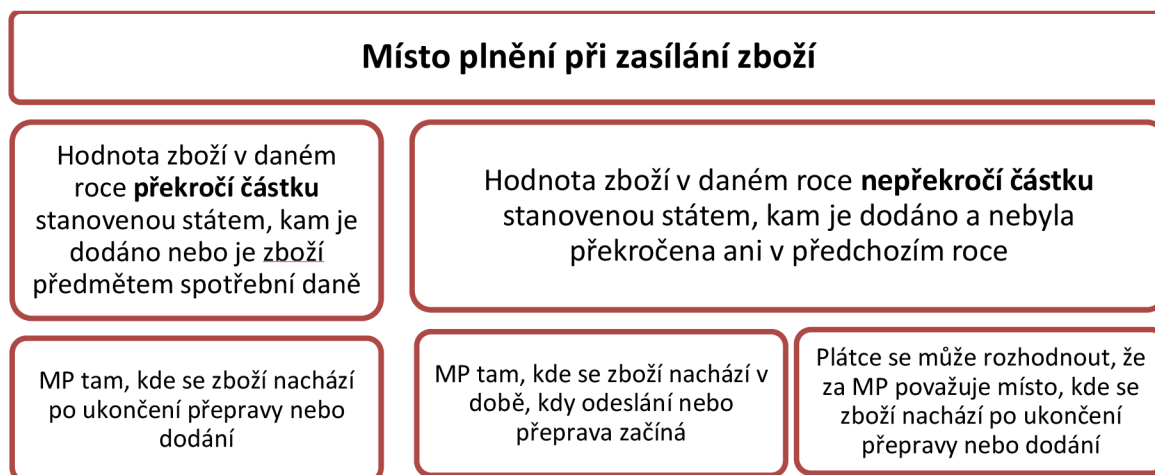 Místo plnění při zasílání zboží
Hodnota zboží v daném
roce překročí částku
stanovenou státem, kam je
dodáno nebo je zboží
předmětem spotřební daně
Hodnota zboží v daném roce nepřekročí částku
stanovenou státem, kam je dodáno a nebyla
překročena ani v předchozím roce
MP tam, kde se zboží nachází
po ukončení přepravy nebo
dodání
MP tam, kde se zboží nachází v
době, kdy odeslání nebo
přeprava začíná
Plátce se může rozhodnout, že
za MP považuje místo, kde se
zboží nachází po ukončení
přepravy nebo dodání